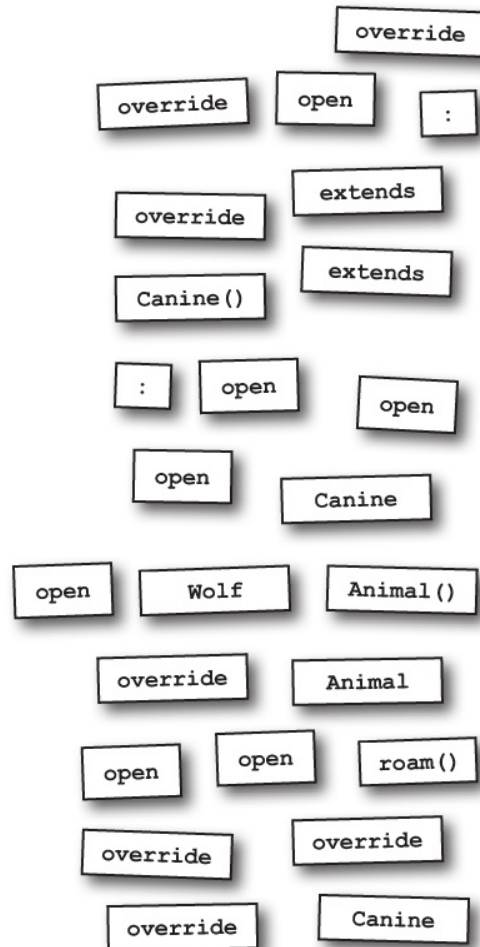 override
override open :
override extends
Canine() extends
: open open
open Canine
open Wolf Animal()
override Animal
open open roam()
override override
override Canine